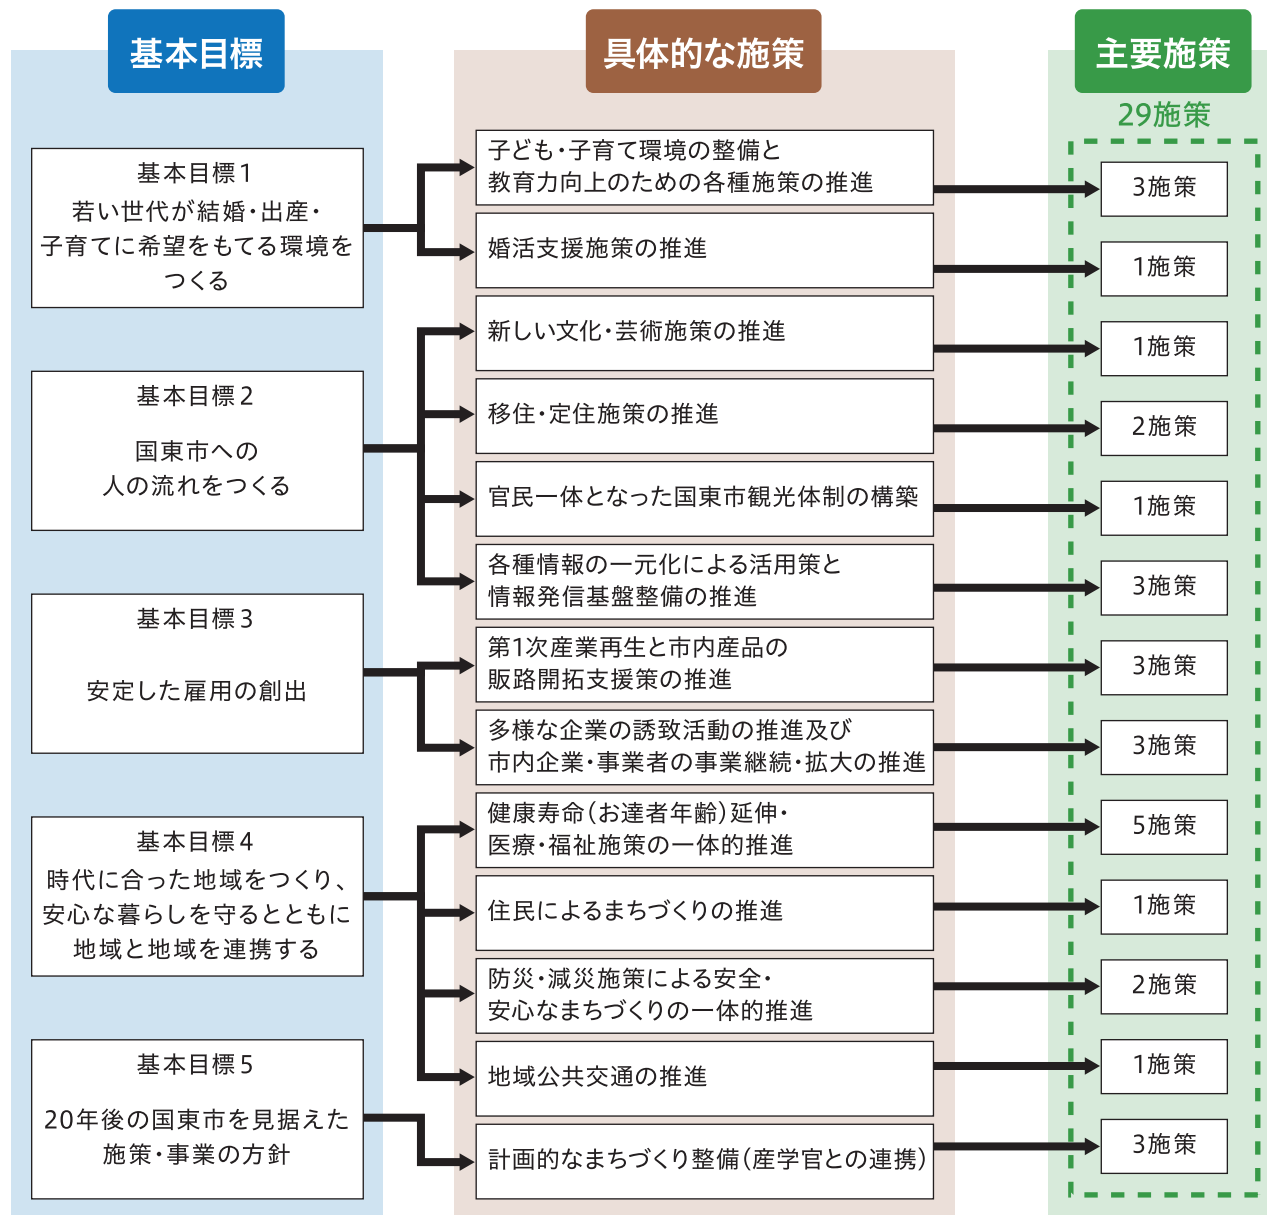 基本目標
具体的な施策
主要施策
29施策
基本目標1
若い世代が結婚・出産・
子育てに希望をもてる環境を
つくる
基本目標2
国東市への
人の流れをつくる
基本目標3
安定した雇用の創出
基本目標4
時代に合った地域をつくり、
安心な暮らしを守るとともに
地域と地域を連携する
基本目標5
20年後の国東市を見据えた
施策・事業の方針
子ども・子育て環境の整備と
教育力向上のための各種施策の推進
婚活支援施策の推進
新しい文化・芸術施策の推進
移住・定住施策の推進
官民一体となった国東市観光体制の構築
各種情報の一元化による活用策と
情報発信基盤整備の推進
第1次産業再生と市内産品の
販路開拓支援策の推進
多様な企業の誘致活動の推進及び
市内企業・事業者の事業継続・拡大の推進
健康寿命(お達者年齢)延伸・
医療・福祉施策の一体的推進
住民によるまちづくりの推進
防災・減災施策による安全・
安心なまちづくりの一体的推進
地域公共交通の推進
計画的なまちづくり整備(産学官との連携)
3施策
1施策
1施策
2施策
1施策
3施策
3施策
3施策
5施策
1施策
2施策
1施策
3施策